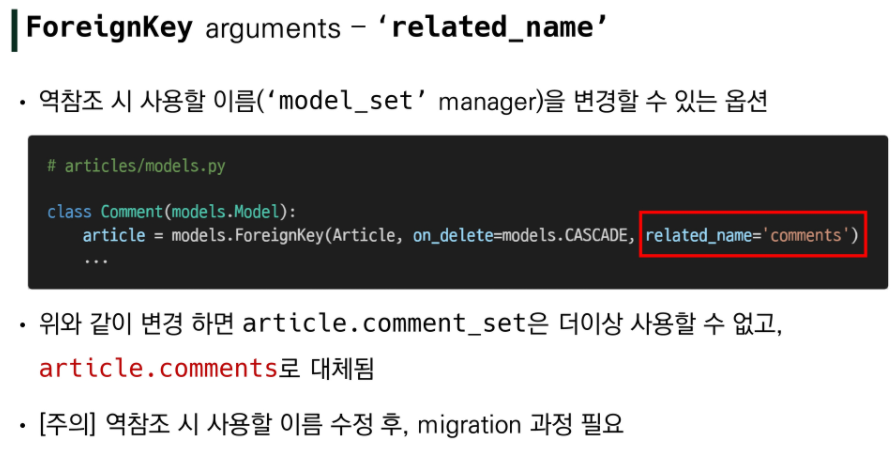 ForeignKey arguments – ‘related_name’
• 역참조 시 사용할 이름(‘model_set’ manager)을 변경할 수 있는 옵션
# articles/models.py
class Comment(models.Model):
    article = models.ForeignKey(Article, on_delete=models.CASCADE, related_name='comments')
    ...
• 위와 같이 변경 하면 article.comment_set은 더이상 사용할 수 없고,
article.comments로 대체됨
• [주의] 역참조 시 사용할 이름 수정 후, migration 과정 필요